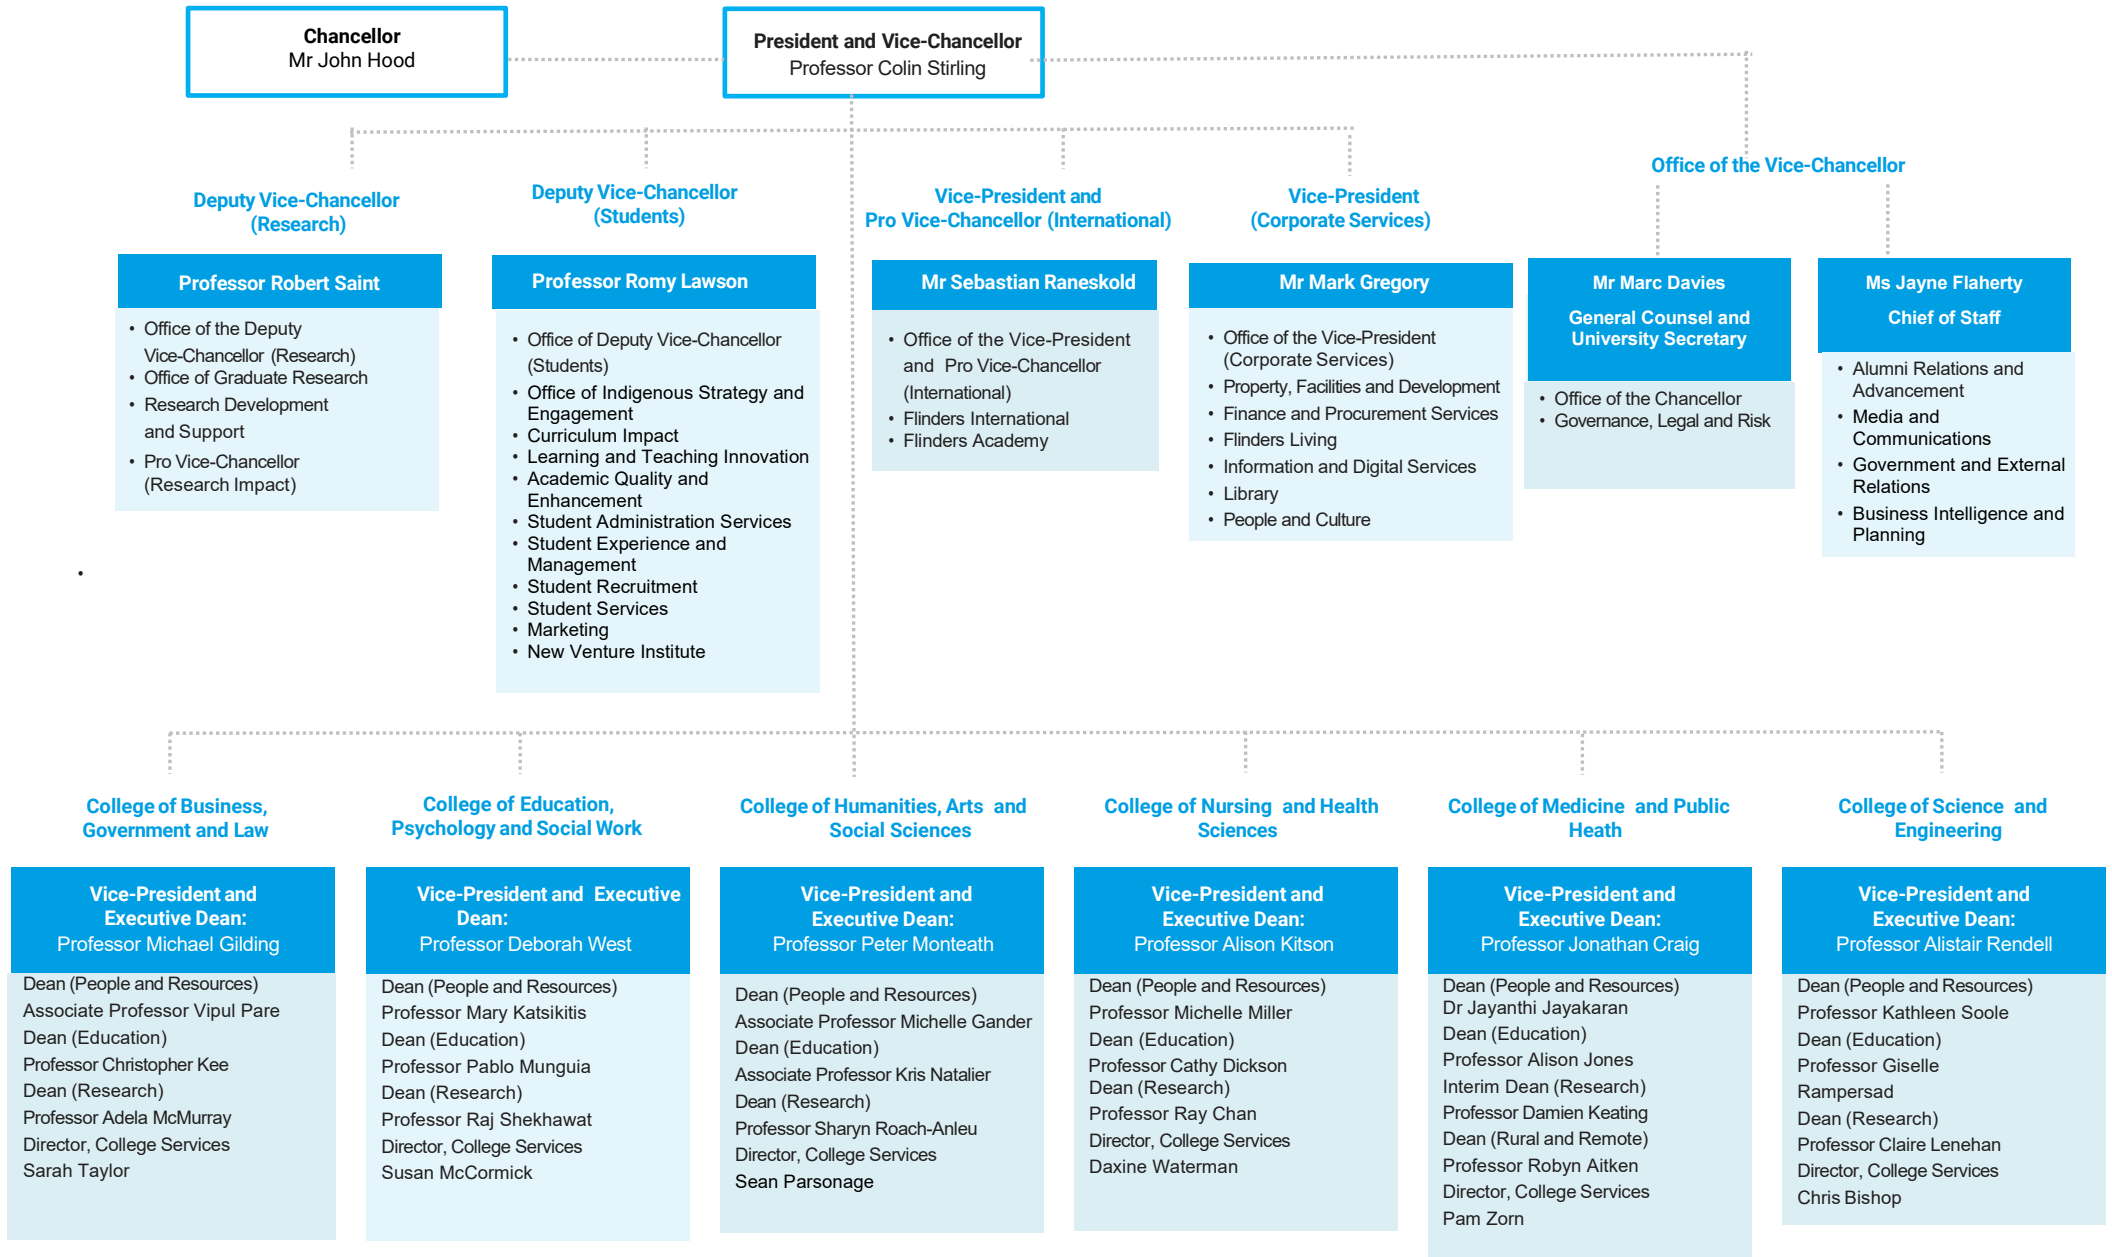 Chancellor
Mr John Hood
President and Vice-Chancellor
Professor Colin Stirling
Deputy Vice-Chancellor
(Research)
Professor Robert Saint
• Office of the Deputy
Vice-Chancellor (Research)
• Office of Graduate Research
• Research Development
and Support
• Pro Vice-Chancellor
(Research Impact)
Deputy Vice-Chancellor
(Students)
Professor Romy Lawson
• Office of Deputy Vice-Chancellor
(Students)
• Office of Indigenous Strategy and
Engagement
• Curriculum Impact
• Learning and Teaching Innovation
• Academic Quality and
Enhancement
• Student Administration Services
• Student Experience and
Management
• Student Recruitment
• Student Services
• Marketing
• New Venture Institute
Vice-President and
Pro Vice-Chancellor (International)
Mr Sebastian Raneskold
• Office of the Vice-President
and Pro Vice-Chancellor
(International)
• Flinders International
• Flinders Academy
Vice-President
(Corporate Services)
Mr Mark Gregory
• Office of the Vice-President
(Corporate Services)
• Property, Facilities and Development
• Finance and Procurement Services
• Flinders Living
• Information and Digital Services
• Library
• People and Culture
Office of the Vice-Chancellor
Mr Marc Davies
General Counsel and
University Secretary
• Office of the Chancellor
• Governance, Legal and Risk
Ms Jayne Flaherty
Chief of Staff
• Alumni Relations and
Advancement
• Media and
Communications
• Government and External
Relations
• Business Intelligence and
Planning
•
College of Business,
Government and Law
Vice-President and
Executive Dean:
Professor Michael Gilding
Dean (People and Resources)
Associate Professor Vipul Pare
Dean (Education)
Professor Christopher Kee
Dean (Research)
Professor Adela McMurray
Director, College Services
Sarah Taylor
College of Education,
Psychology and Social Work
Vice-President and Executive
Dean:
Professor Deborah West
Dean (People and Resources)
Professor Mary Katsikitis
Dean (Education)
Professor Pablo Munguia
Dean (Research)
Professor Raj Shekhawat
Director, College Services
Susan McCormick
College of Humanities, Arts and
Social Sciences
Vice-President and
Executive Dean:
Professor Peter Monteath
Dean (People and Resources)
Associate Professor Michelle Gander
Dean (Education)
Associate Professor Kris Natalier
Dean (Research)
Professor Sharyn Roach-Anleu
Director, College Services
Sean Parsonage
College of Nursing and Health
Sciences
Vice-President and
Executive Dean:
Professor Alison Kitson
Dean (People and Resources)
Professor Michelle Miller
Dean (Education)
Professor Cathy Dickson
Dean (Research)
Professor Ray Chan
Director, College Services
Daxine Waterman
College of Medicine and Public
Heath
Vice-President and
Executive Dean:
Professor Jonathan Craig
Dean (People and Resources)
Dr Jayanthi Jayakaran
Dean (Education)
Professor Alison Jones
Interim Dean (Research)
Professor Damien Keating
Dean (Rural and Remote)
Professor Robyn Aitken
Director, College Services
Pam Zorn
College of Science and
Engineering
Vice-President and
Executive Dean:
Professor Alistair Rendell
Dean (People and Resources)
Professor Kathleen Soole
Dean (Education)
Professor Giselle
Rampersad
Dean (Research)
Professor Claire Lenehan
Director, College Services
Chris Bishop